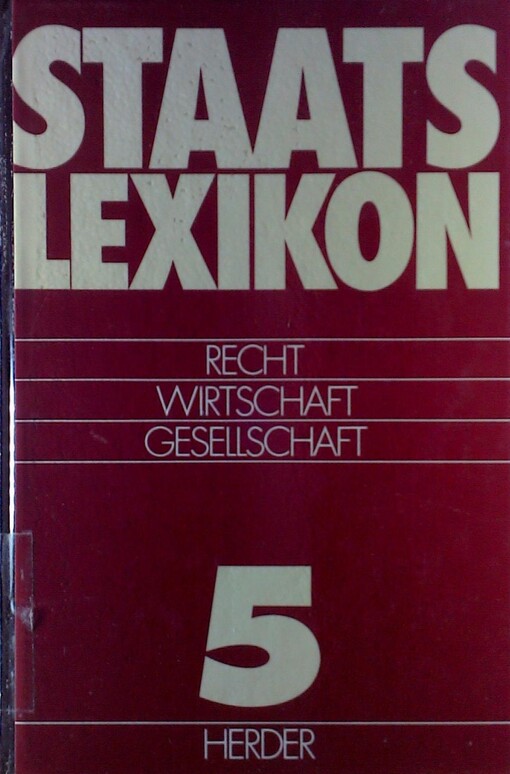 STAATS
LEXIKON
RECHT
WIRTSCHAFT
GESELLSCHAFT
5
HERDER